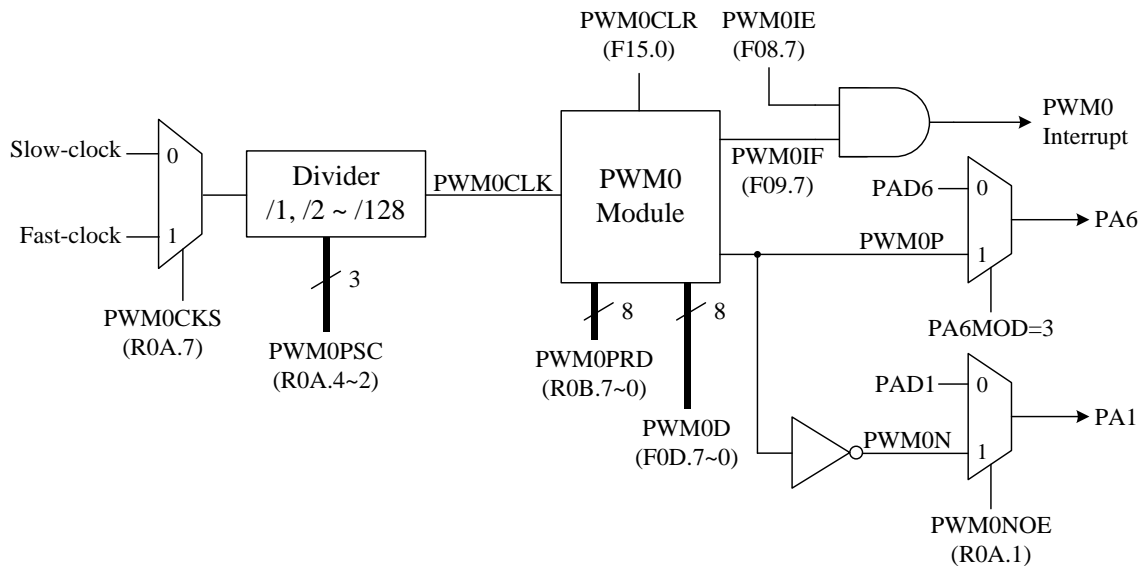 PWM0CLR
(F15.0)
PWM0IE
(F08.7)
PWM0
Interrupt
Slow-clock
0
Fast-clock
1
PWM0CKS
(R0A.7)
Divider
/1, /2 ~ /128
3
PWM0PSC
(R0A.4~2)
PWM0CLK
PWM0
Module
PWM0IF
(F09.7)
8
8
PWM0PRD
(R0B.7~0)
PWM0D
(F0D.7~0)
PAD6
0
PWM0P
1
PA6
PA6MOD=3
PAD1
0
PWM0N
1
PA1
PWM0NOE
(R0A.1)